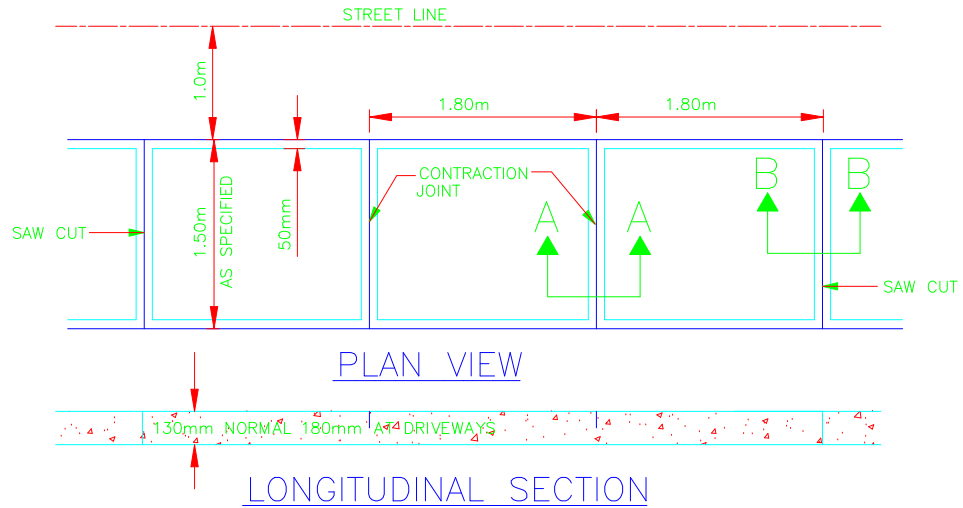 STREET LINE
1.0m
1.80m
1.80m
1.50m
AS SPECIFIED
50mm
CONTRACTION
JOINT
A A
B B
SAW CUT
SAW CUT
PLAN VIEW
130mm NORMAL 180mm AT DRIVEWAYS
LONGITUDINAL SECTION